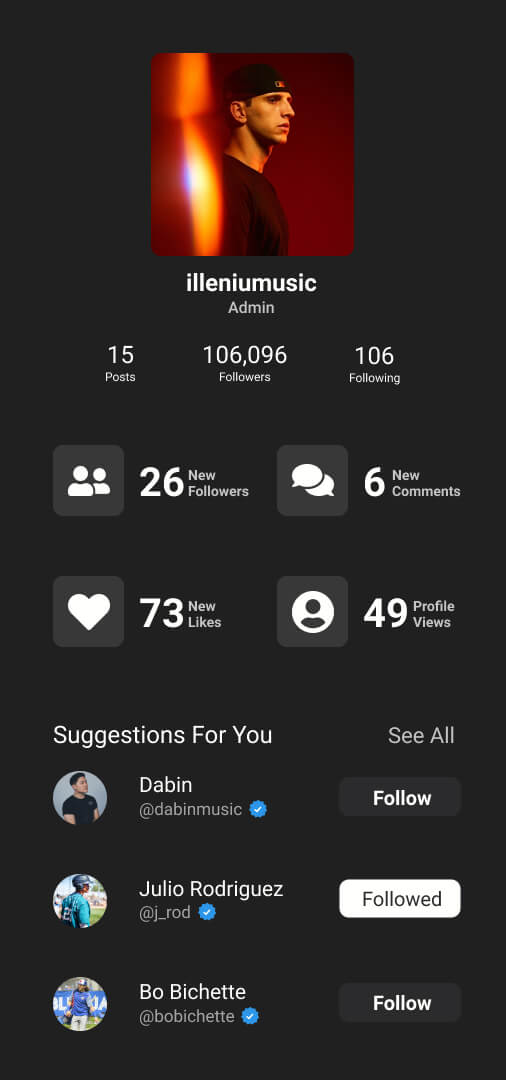 illeniumusic
Admin
15 106,096 106
Posts Followers Following
26 New Followers
6 New Comments
73 New Likes
49 Profile Views
Suggestions For You See All
Dabin
@dabinmusic
Follow
Julio Rodriguez
@j_rod
Followed
Bo Bichette
@bobichette
Follow